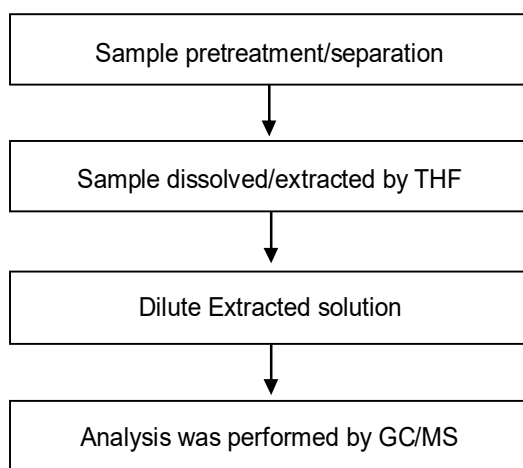 Sample pretreatment/separation
Sample dissolved/extracted by THF
Dilute Extracted solution
Analysis was performed by GC/MS